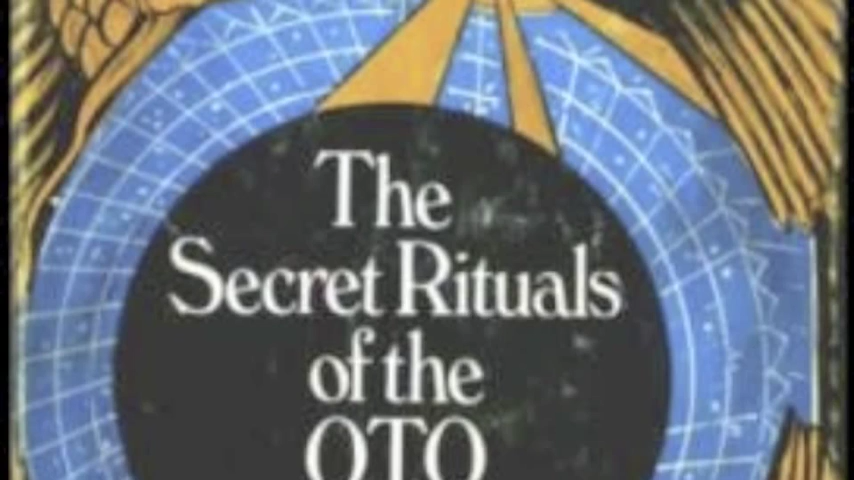 The
Secret Rituals
of the
OTO